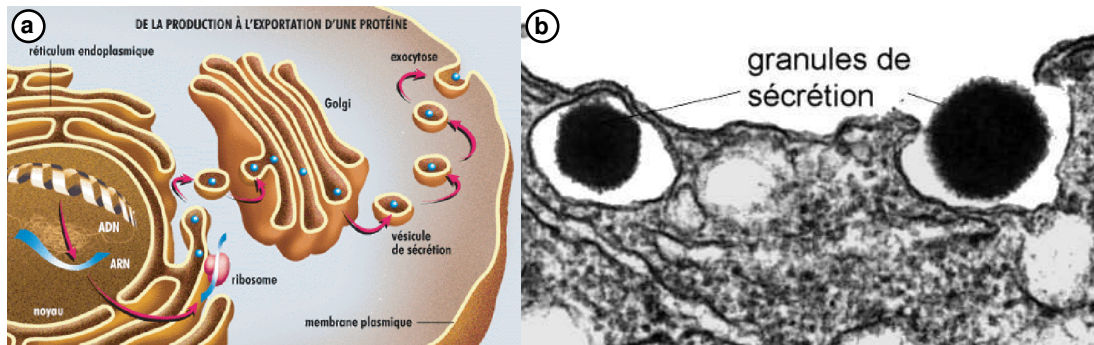 a
DE LA PRODUCTION À L'EXPORTATION D'UNE PROTÉINE
réticulum endoplasmique
exocytose
Golgi
ADN
ARN
ribosome
vésicule
de sécrétion
noyau
membrane plasmique
b
granules de
sécrétion